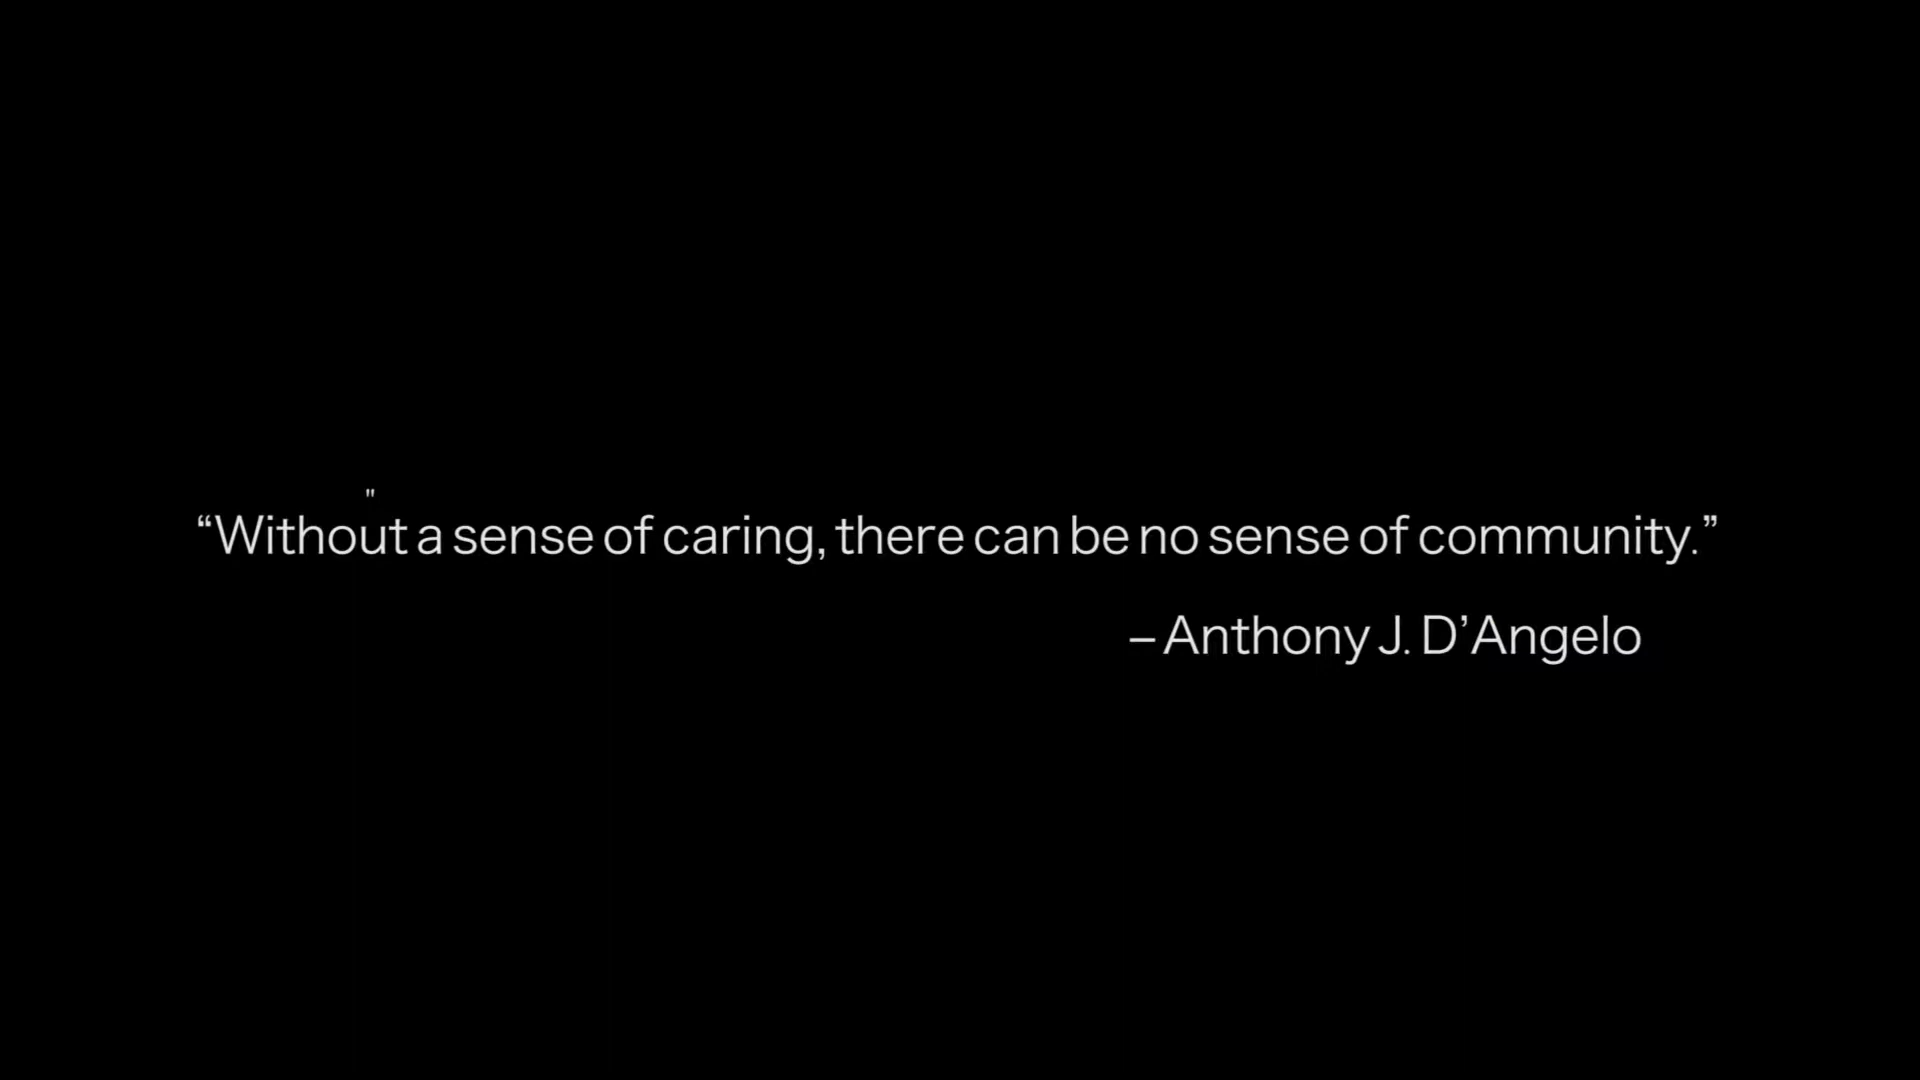 "
“Without a sense of caring, there can be no sense of community.”
– Anthony J. D’Angelo